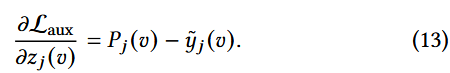 ∂ℒ_aux / ∂z_j(v) = P_j(v) − ỹ_j(v). (13)